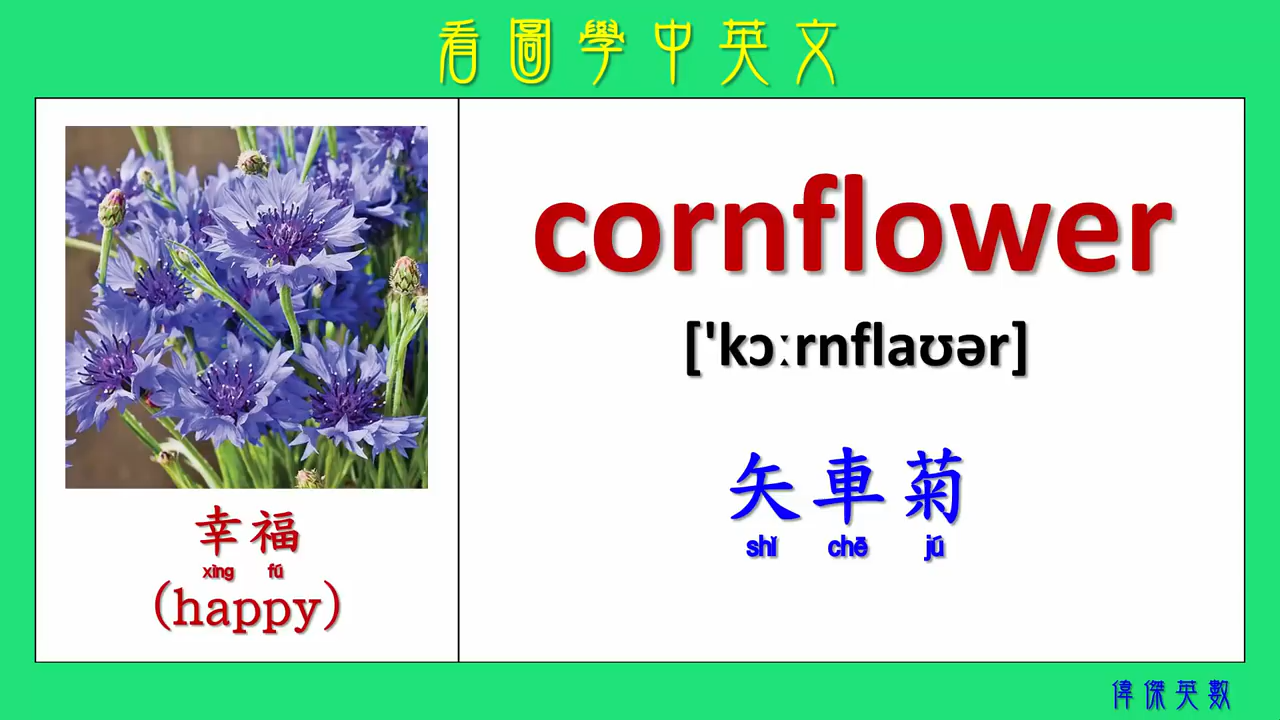 看圖學中英文
cornflower
['kɔːrnflaʊər]
矢車菊
shǐ chē jú
幸福
xìng fú
(happy)
偉傑英數